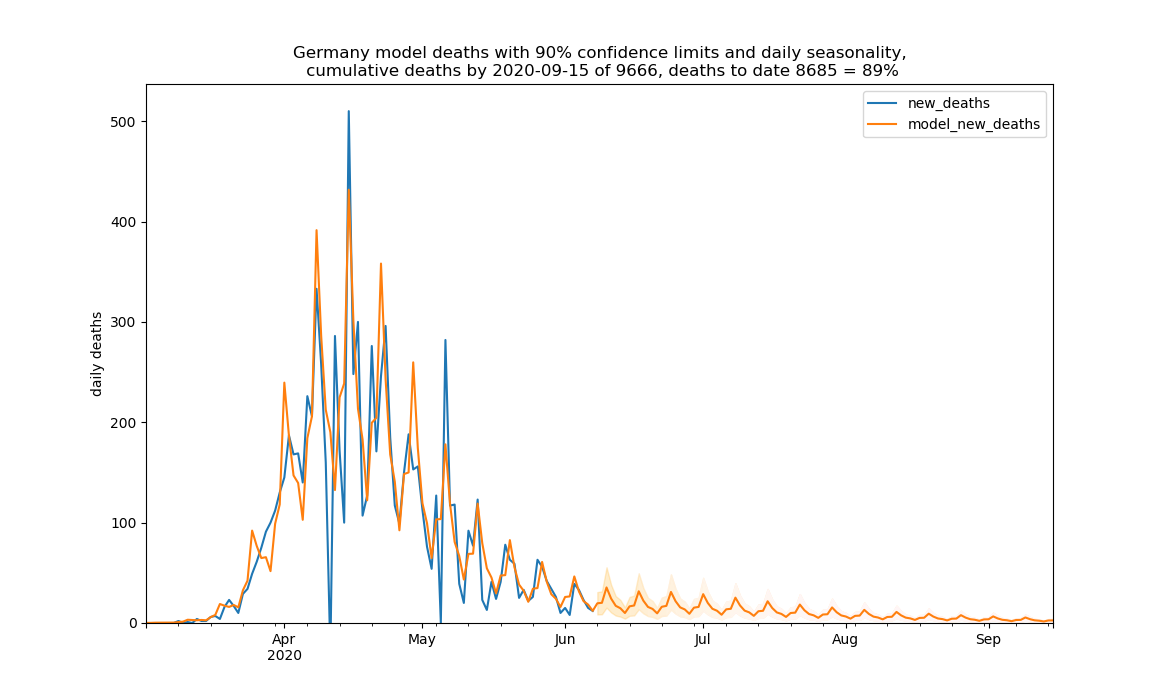 Germany model deaths with 90% confidence limits and daily seasonality,
cumulative deaths by 2020-09-15 of 9666, deaths to date 8685 = 89%
new_deaths
model_new_deaths
daily deaths
500
400
300
200
100
0
Apr
2020
May
Jun
Jul
Aug
Sep